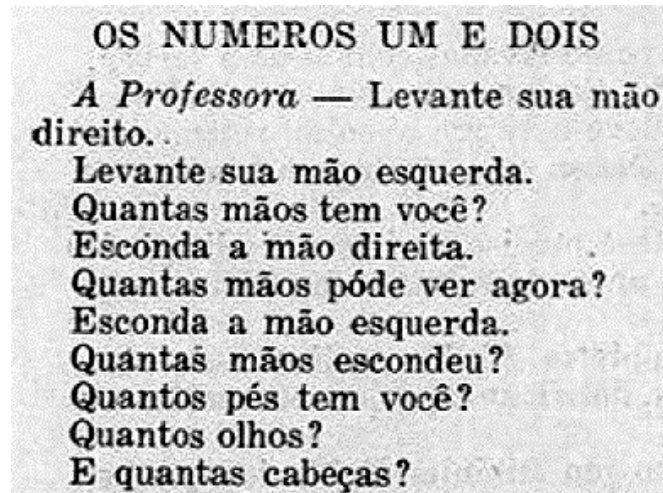 OS NUMEROS UM E DOIS
A Professora — Levante sua mão
direito.
Levante sua mão esquerda.
Quantas mãos tem você?
Esconda a mão direita.
Quantas mãos póde ver agora?
Esconda a mão esquerda.
Quantas mãos escondeu?
Quantos pés tem você?
Quantos olhos?
E quantas cabeças?